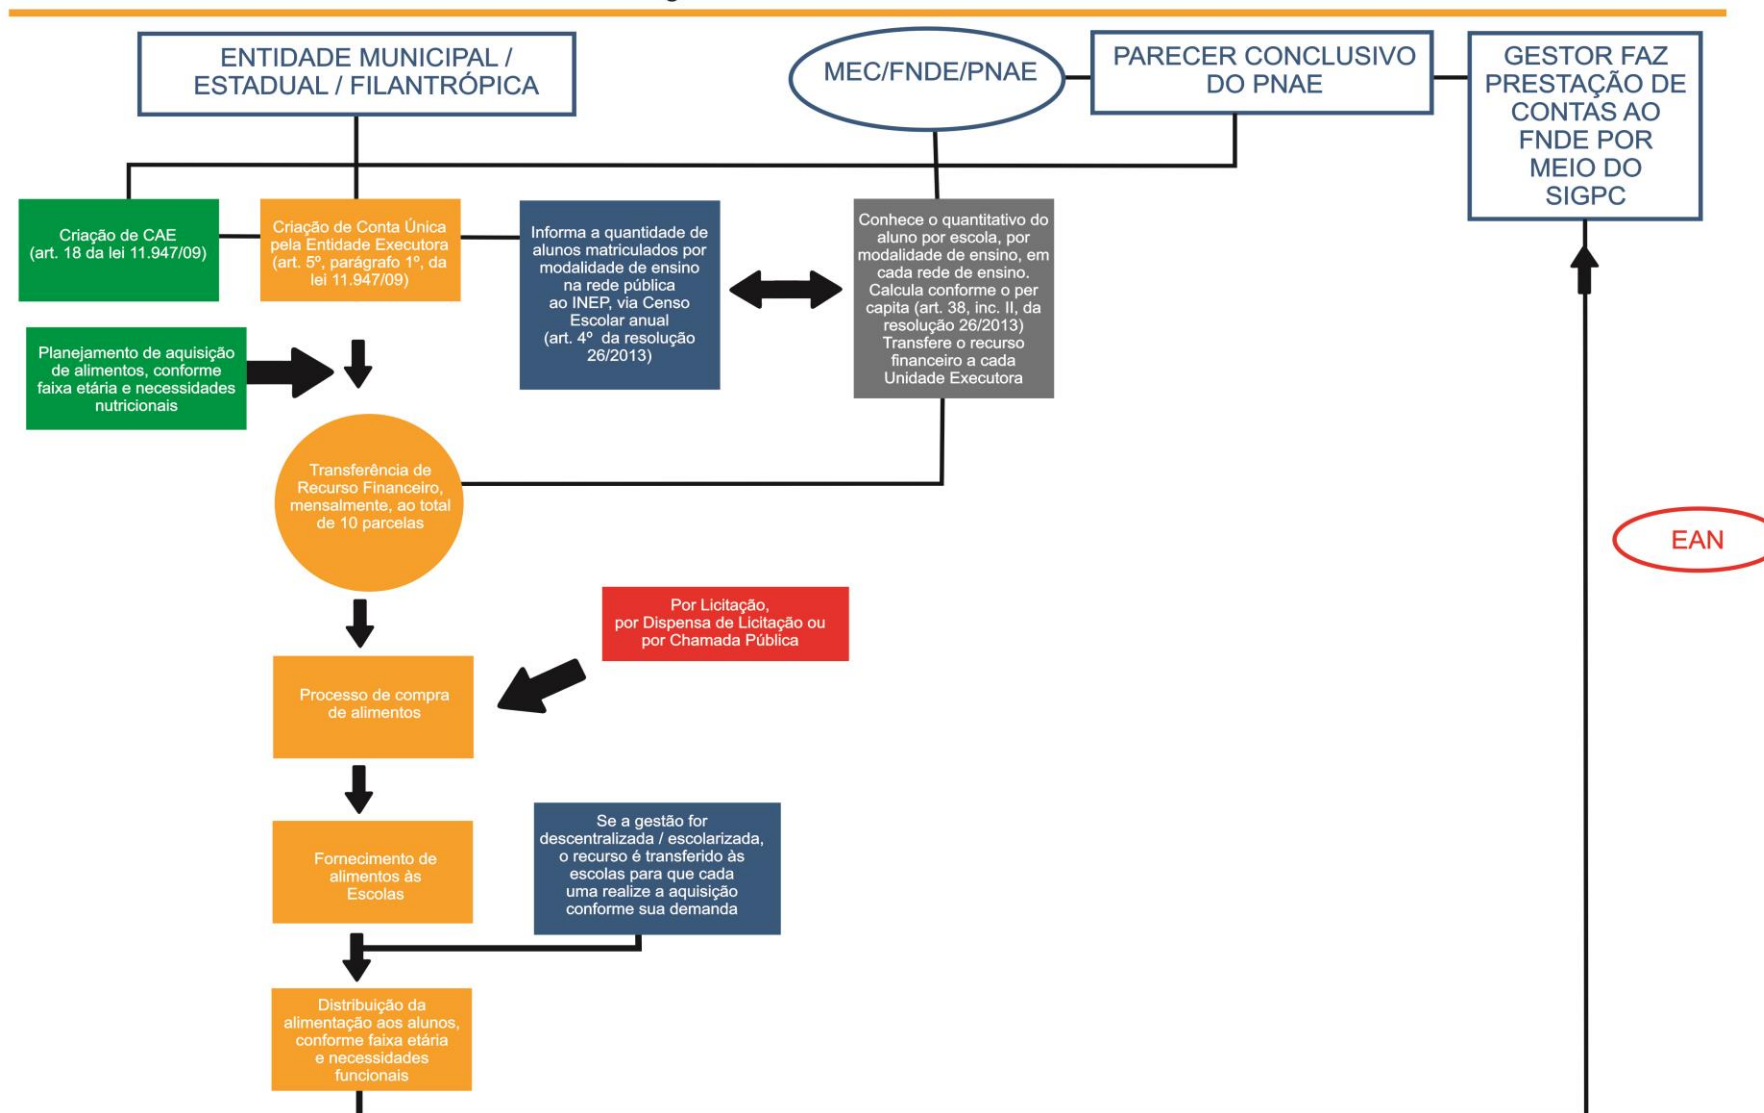 ENTIDADE MUNICIPAL /
ESTADUAL / FILANTRÓPICA
MEC/FNDE/PNAE
PARECER CONCLUSIVO
DO PNAE
GESTOR FAZ
PRESTAÇÃO DE
CONTAS AO
FNDE POR
MEIO DO
SIGPC
Criação de CAE
(art. 18 da lei 11.947/09)
Criação de Conta Única
pela Entidade Executora
(art. 5º, parágrafo 1º, da
lei 11.947/09)
Informa a quantidade de
alunos matriculados por
modalidade de ensino
na rede pública
ao INEP, via Censo
Escolar anual
(art. 4º da resolução
26/2013)
Conhece o quantitativo do
aluno por escola, por
modalidade de ensino, em
cada rede de ensino.
Calcula conforme o per
capita (art. 38, inc. II, da
resolução 26/2013)
Transfere o recurso
financeiro a cada
Unidade Executora
Planejamento de aquisição
de alimentos, conforme
faixa etária e necessidades
nutricionais
Transferência de
Recurso Financeiro,
mensalmente, ao total
de 10 parcelas
EAN
Por Licitação,
por Dispensa de Licitação ou
por Chamada Pública
Processo de compra
de alimentos
Se a gestão for
descentralizada / escolarizada,
o recurso é transferido às
escolas para que cada
uma realize a aquisição
conforme sua demanda
Fornecimento de
alimentos às
Escolas
Distribuição da
alimentação aos alunos,
conforme faixa etária
e necessidades
funcionais